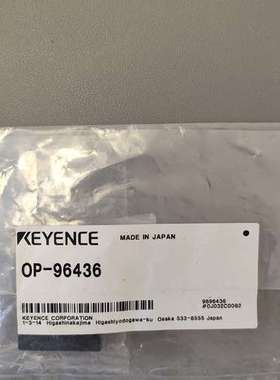 KEYENCE MADE IN JAPAN
OP-96436
9696436
#0J032C0062
KEYENCE CORPORATION
1-3-14 Higashinakajima Higashiyodogawa-ku Osaka 533-8555 Japan